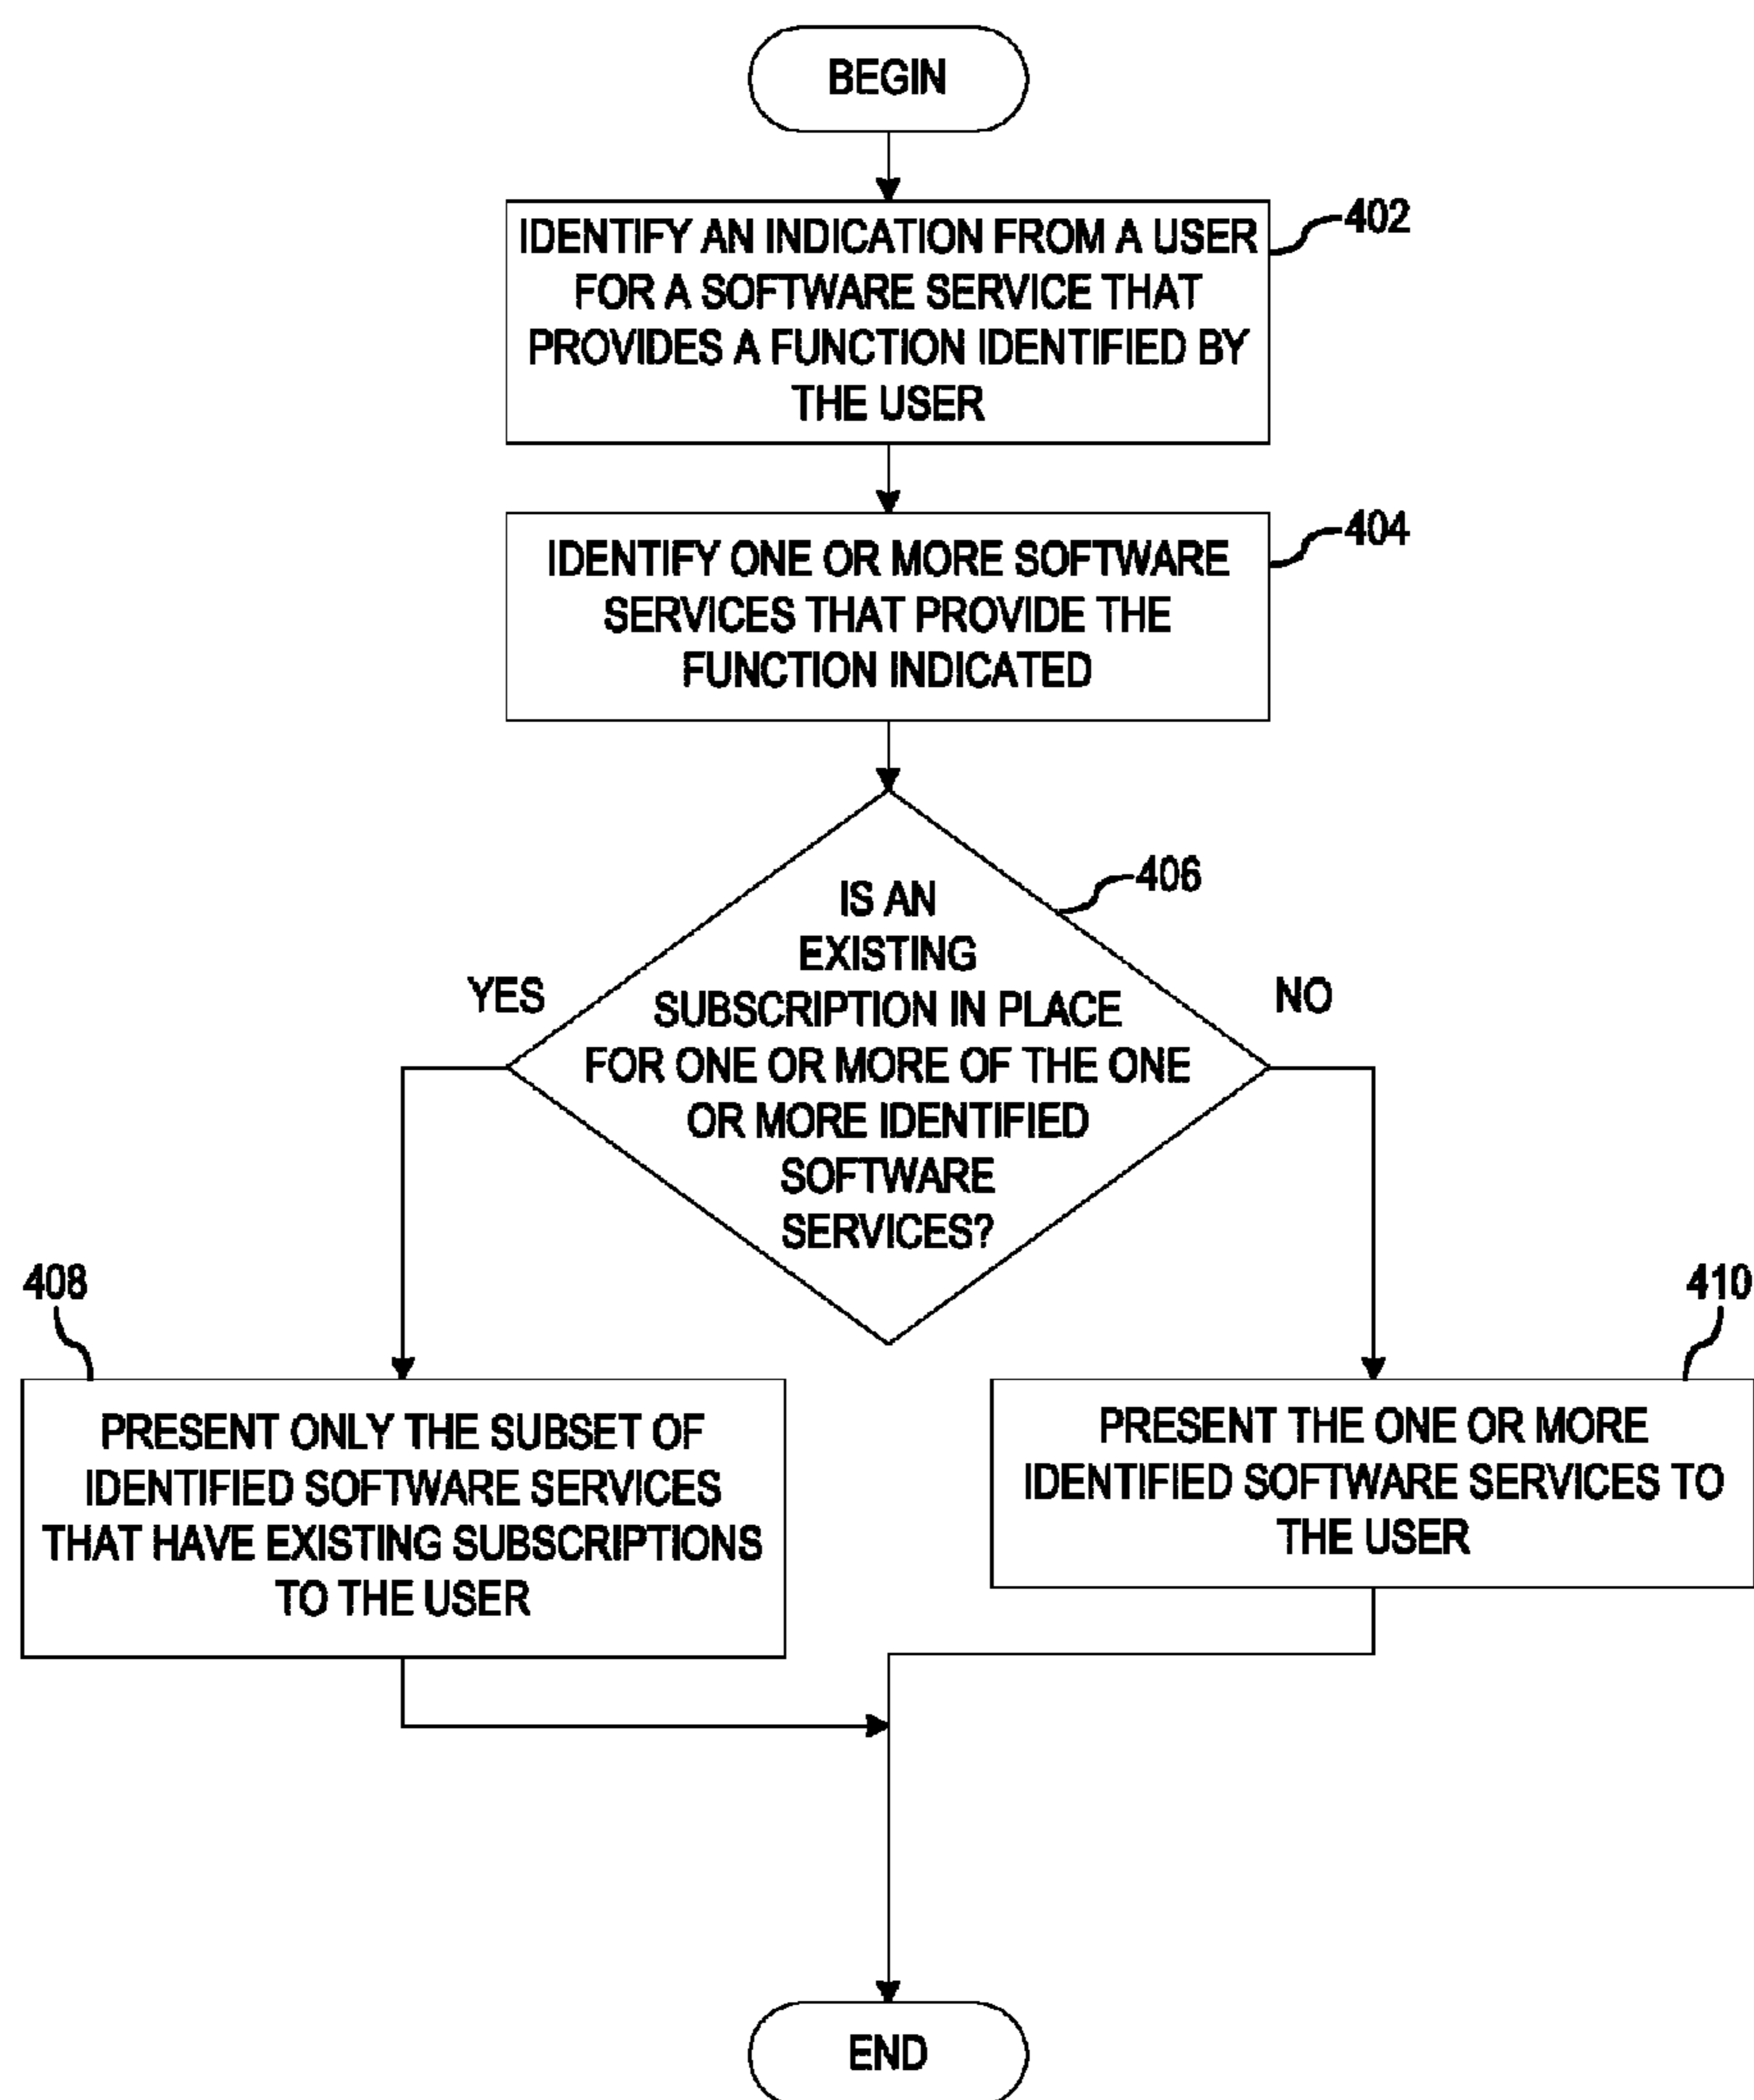 BEGIN
IDENTIFY AN INDICATION FROM A USER
FOR A SOFTWARE SERVICE THAT
PROVIDES A FUNCTION IDENTIFIED BY
THE USER
402
IDENTIFY ONE OR MORE SOFTWARE
SERVICES THAT PROVIDE THE
FUNCTION INDICATED
404
IS AN
EXISTING
SUBSCRIPTION IN PLACE
FOR ONE OR MORE OF THE ONE
OR MORE IDENTIFIED
SOFTWARE
SERVICES?
406
YES
NO
408
PRESENT ONLY THE SUBSET OF
IDENTIFIED SOFTWARE SERVICES
THAT HAVE EXISTING SUBSCRIPTIONS
TO THE USER
410
PRESENT THE ONE OR MORE
IDENTIFIED SOFTWARE SERVICES TO
THE USER
END